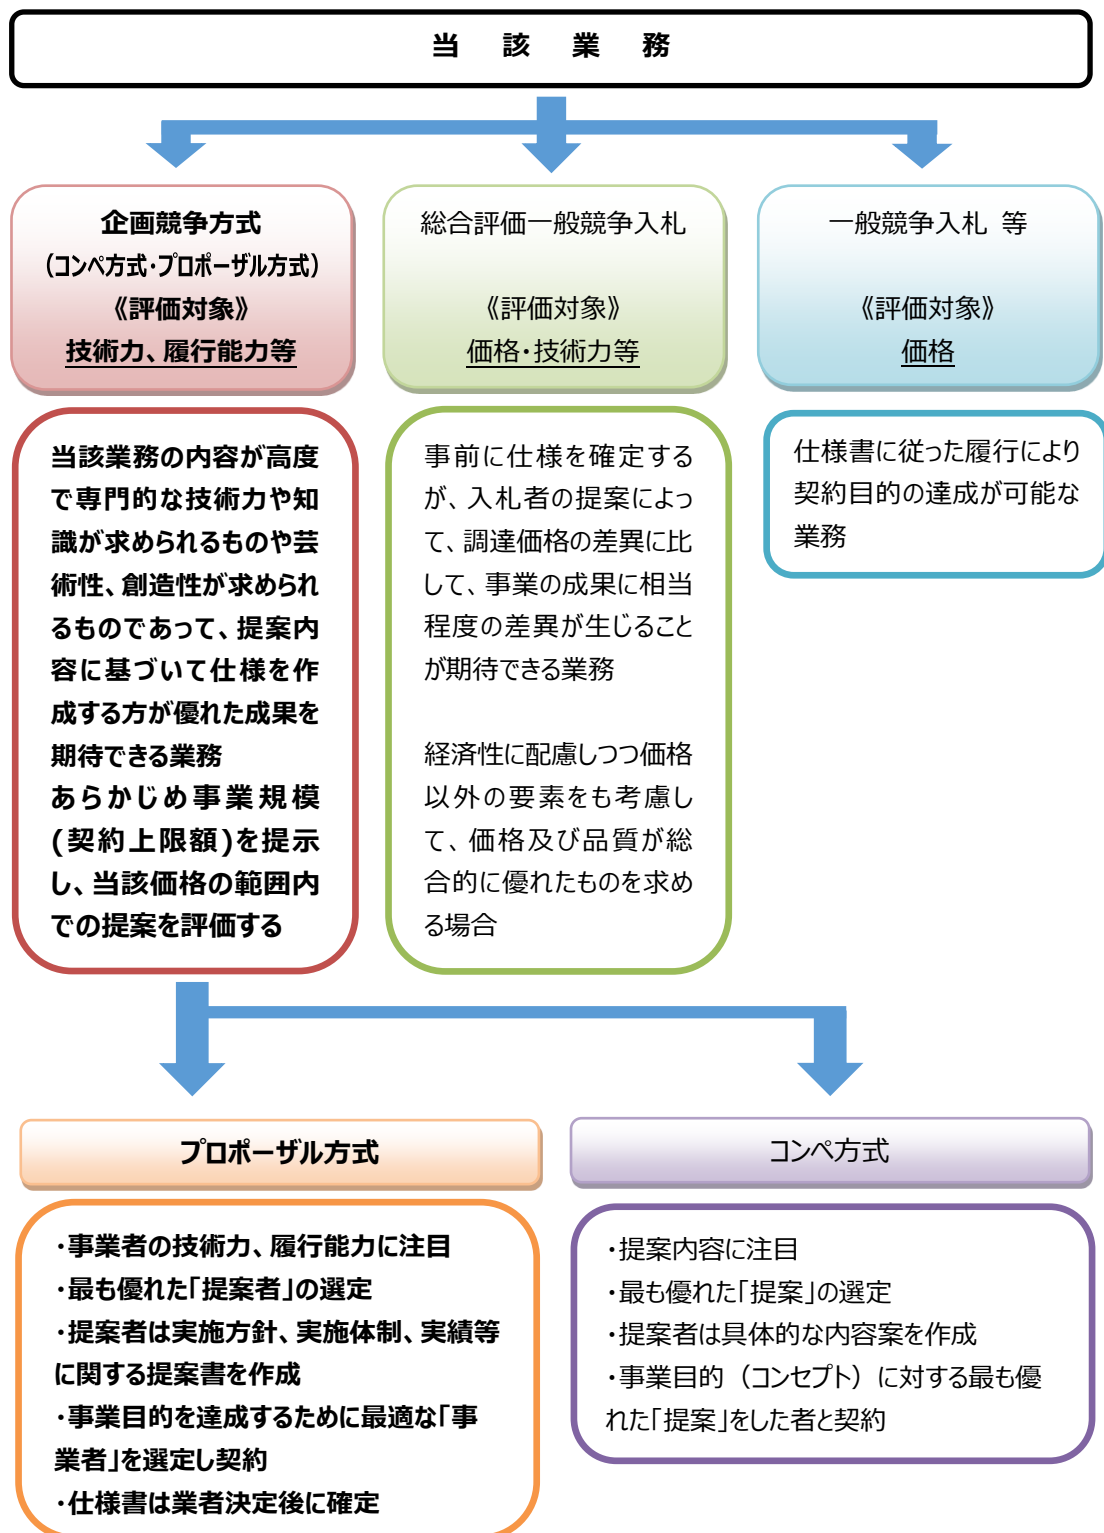 当該業務
企画競争方式
（コンペ方式・プロポーザル方式）
《評価対象》
技術力、履行能力等
総合評価一般競争入札
《評価対象》
価格・技術力等
一般競争入札 等
《評価対象》
価格
当該業務の内容が高度
で専門的な技術力や知
識が求められるものや芸
術性、創造性が求められ
るものであって、提案内
容に基づいて仕様を作
成する方が優れた成果を
期待できる業務
あらかじめ事業規模
(契約上限額)を提示
し、当該価格の範囲内
での提案を評価する
事前に仕様を確定する
が、入札者の提案によっ
て、調達価格の差異に比
して、事業の成果に相当
程度の差異が生じること
が期待できる業務
経済性に配慮しつつ価格
以外の要素をも考慮し
て、価格及び品質が総
合的に優れたものを求め
る場合
仕様書に従った履行により
契約目的の達成が可能な
業務
プロポーザル方式
・事業者の技術力、履行能力に注目
・最も優れた「提案者」の選定
・提案者は実施方針、実施体制、実績等
に関する提案書を作成
・事業目的を達成するために最適な「事
業者」を選定し契約
・仕様書は業者決定後に確定
コンペ方式
・提案内容に注目
・最も優れた「提案」の選定
・提案者は具体的な内容案を作成
・事業目的（コンセプト）に対する最も優
れた「提案」をした者と契約